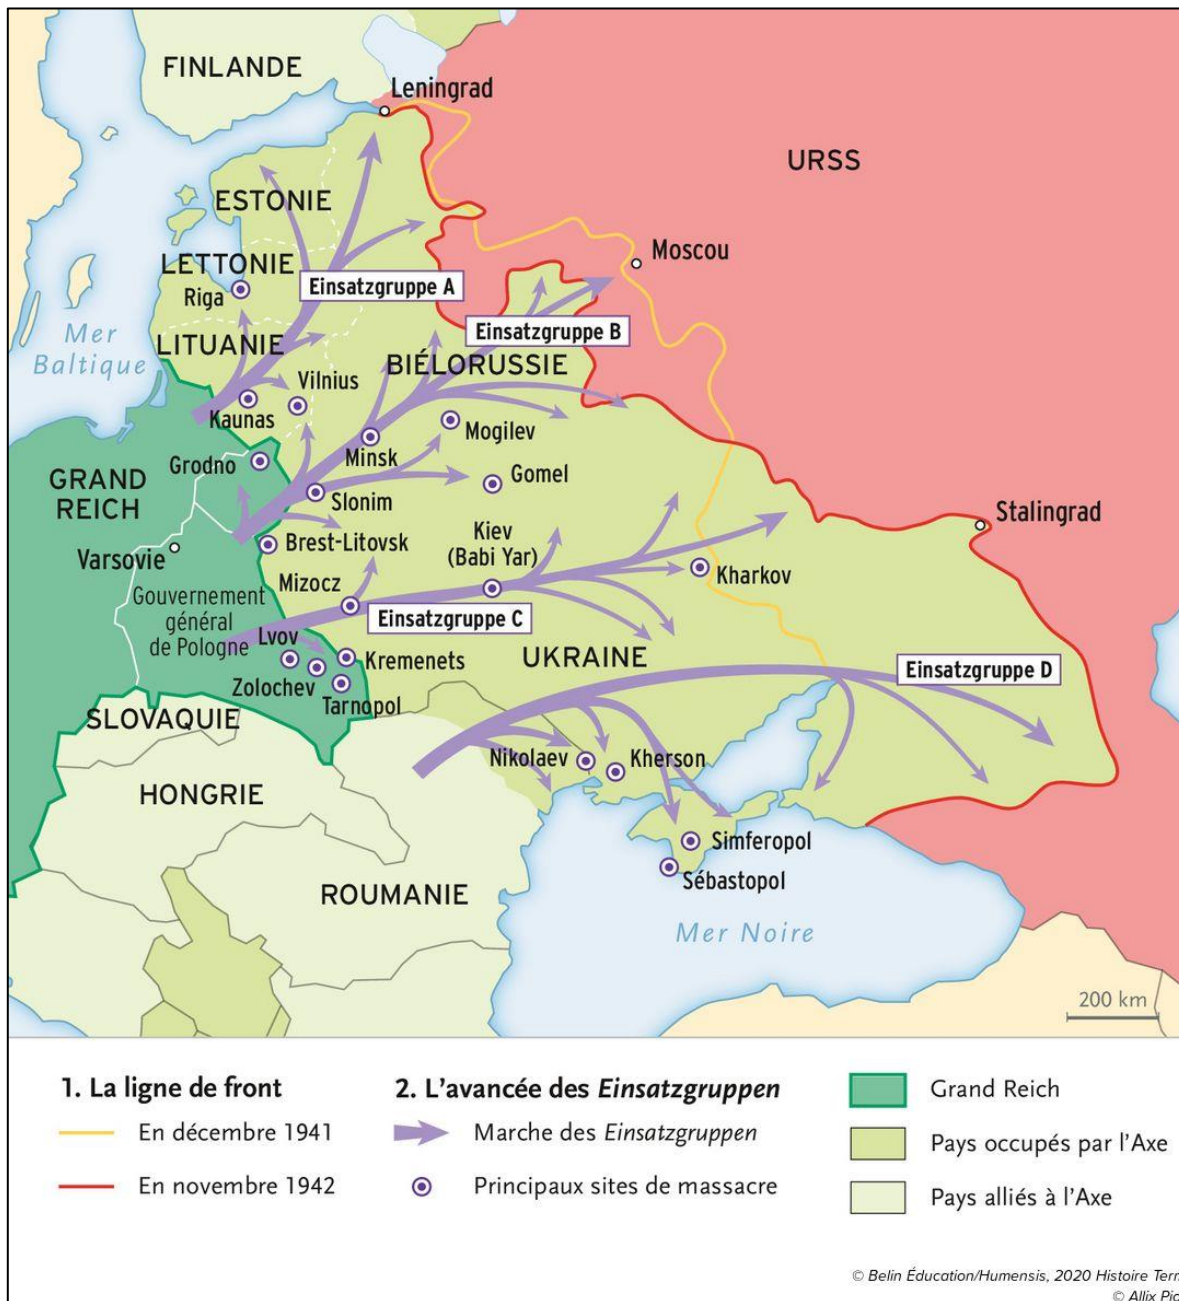 FINLANDE
Leningrad
URSS
ESTONIE
Moscou
LETTONIE
Riga
Einsatzgruppe A
Mer
Baltique
LITUANIE
Einsatzgruppe B
BIÉLORUSSIE
Vilnius
Kaunas
Mogilev
Minsk
Grodno
GRAND
REICH
Gomel
Slonim
Stalingrad
Kiev
(Babi Yar)
Brest-Litovsk
Varsovie
Mizocz
Kharkov
Gouvernement
général
de Pologne
Einsatzgruppe C
Lvov
Kremenets
UKRAINE
Einsatzgruppe D
Zolochev
Tarnopol
SLOVAQUIE
Nikolaev
Kherson
HONGRIE
Simferopol
Sébastopol
ROUMANIE
Mer Noire
200 km
1. La ligne de front
En décembre 1941
En novembre 1942
2. L'avancée des Einsatzgruppen
Marche des Einsatzgruppen
Principaux sites de massacre
Grand Reich
Pays occupés par l'Axe
Pays alliés à l'Axe
© Belin Éducation/Humensis, 2020 Histoire Term
© Allix Pic